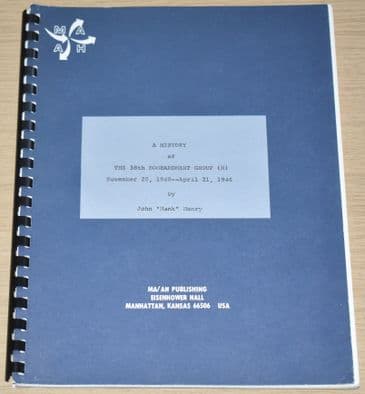 M A
A H
A HISTORY
of
THE 38th BOMBARDMENT GROUP (M)
November 20, 1940--April 21, 1946
by
John "Hank" Henry
MA/AH PUBLISHING
EISENHOWER HALL
MANHATTAN, KANSAS 66506 USA